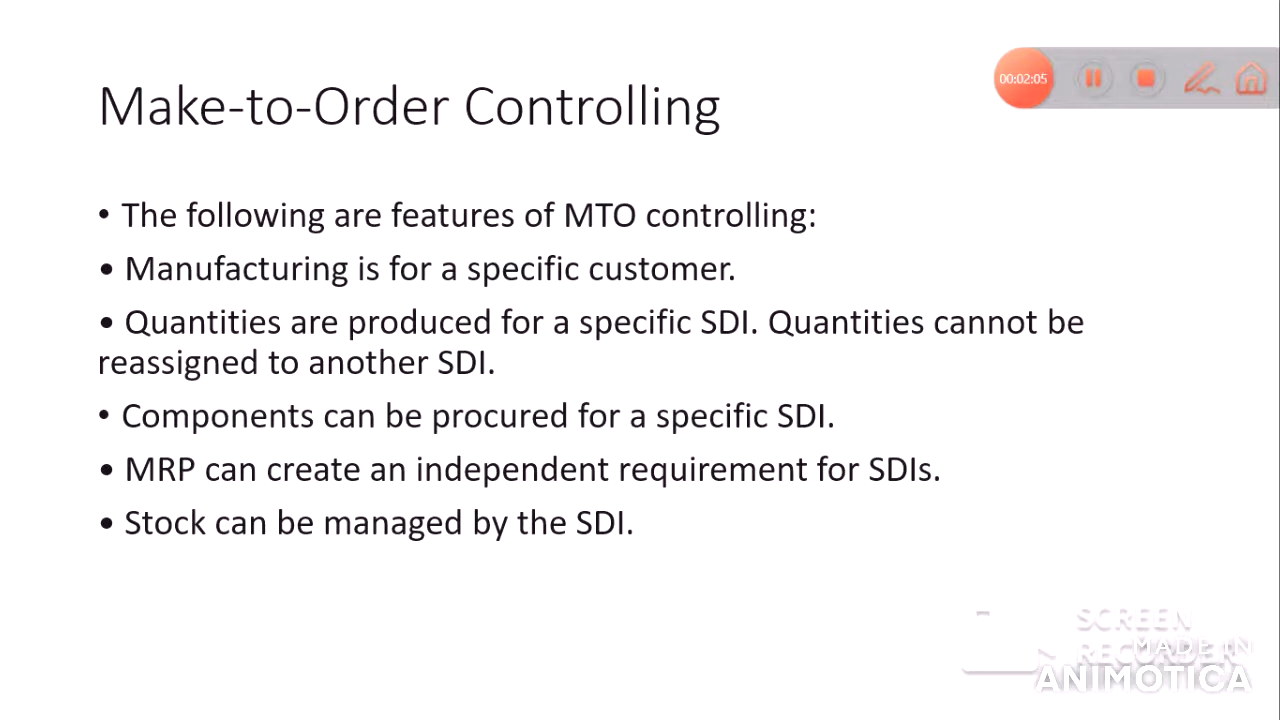 Make-to-Order Controlling
00:02:05
• The following are features of MTO controlling:
• Manufacturing is for a specific customer.
• Quantities are produced for a specific SDI. Quantities cannot be
reassigned to another SDI.
• Components can be procured for a specific SDI.
• MRP can create an independent requirement for SDIs.
• Stock can be managed by the SDI.
SCREEN
RECORDER
MADE IN
ANIMOTICA